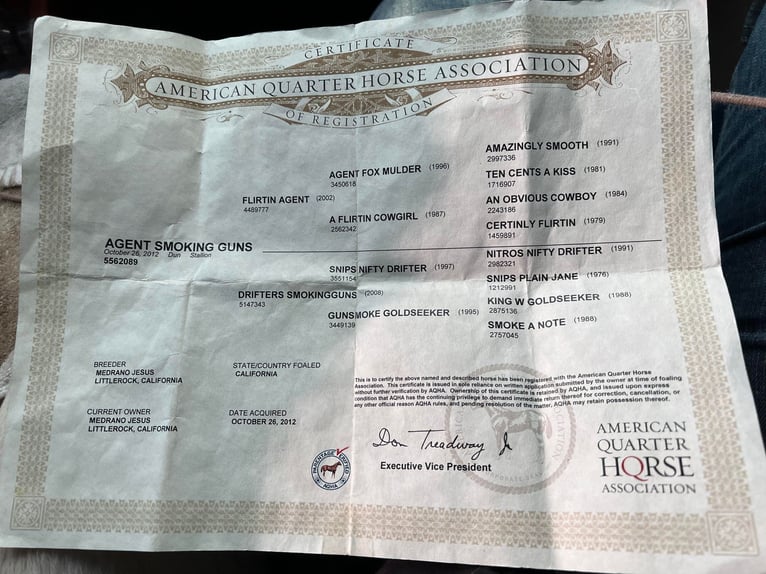 CERTIFICATE
AMERICAN QUARTER HORSE ASSOCIATION
OF REGISTRATION
AMAZINGLY SMOOTH (1991)
2997336
AGENT FOX MULDER (1996)
3450618
TEN CENTS A KISS (1981)
1716907
FLIRTIN AGENT (2002)
4489777
AN OBVIOUS COWBOY (1984)
2243186
A FLIRTIN COWGIRL (1987)
2562342
CERTINLY FLIRTIN (1979)
1459891
AGENT SMOKING GUNS
October 26, 2012 Dun Stallion
5562089
NITROS NIFTY DRIFTER (1991)
2982321
SNIPS NIFTY DRIFTER (1997)
3551154
SNIPS PLAIN JANE (1976)
1212991
DRIFTERS SMOKINGGUNS (2008)
5147343
KING W GOLDSEEKER (1988)
2875136
GUNSMOKE GOLDSEEKER (1995)
3449139
SMOKE A NOTE (1988)
2757045
BREEDER
MEDRANO JESUS
LITTLEROCK, CALIFORNIA
STATE/COUNTRY FOALED
CALIFORNIA
CURRENT OWNER
MEDRANO JESUS
LITTLEROCK, CALIFORNIA
DATE ACQUIRED
OCTOBER 26, 2012
This is to certify the above named and described horse has been registered with the American Quarter Horse
Association. This certificate is issued in sole reliance on written application submitted by the owner at time of foaling
without further verification by AQHA. Ownership of this certificate is retained by AQHA, and issued upon express
condition that AQHA has the continuing privilege to demand immediate return thereof for correction, cancellation, or
any other official reason AQHA rules, and pending resolution of the matter, AQHA may retain possession thereof.
Don Treadway Jr
Executive Vice President
PARENTAGE VERIFIED
AQHA
AMERICAN
QUARTER
HORSE
ASSOCIATION